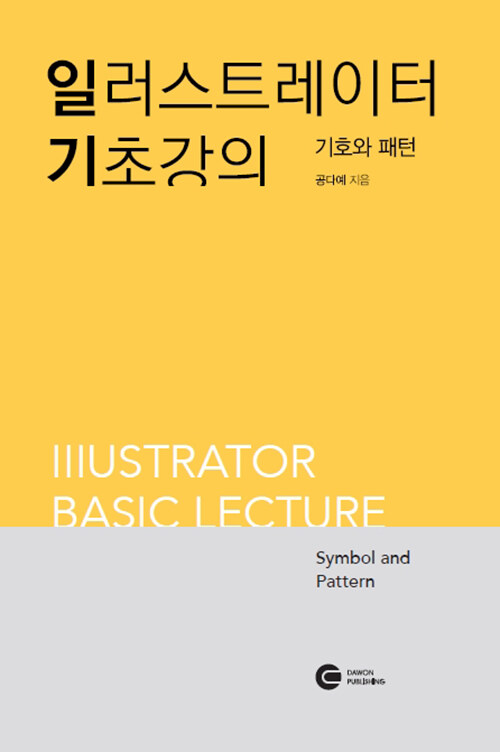 일러스트레이터
기초강의
기호와 패턴
공다예 지음
IIIUSTRATOR
BASIC LECTURE
Symbol and
Pattern
DAWON
PUBLISHING